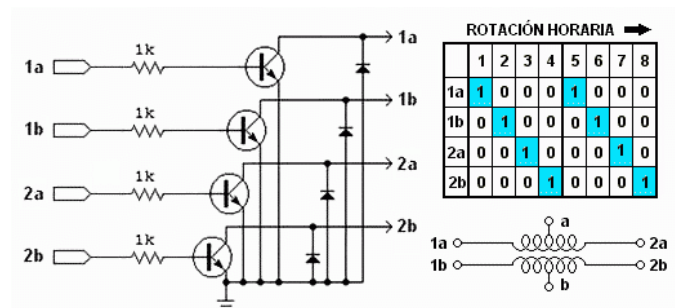 1a
1k
1a
1b
1k
1b
2a
1k
2a
2b
1k
2b
ROTACIÓN HORARIA
1 2 3 4 5 6 7 8
1a 1 0 0 0 1 0 0 0
1b 0 1 0 0 0 1 0 0
2a 0 0 1 0 0 0 1 0
2b 0 0 0 1 0 0 0 1
a
1a 2a
1b 2b
b